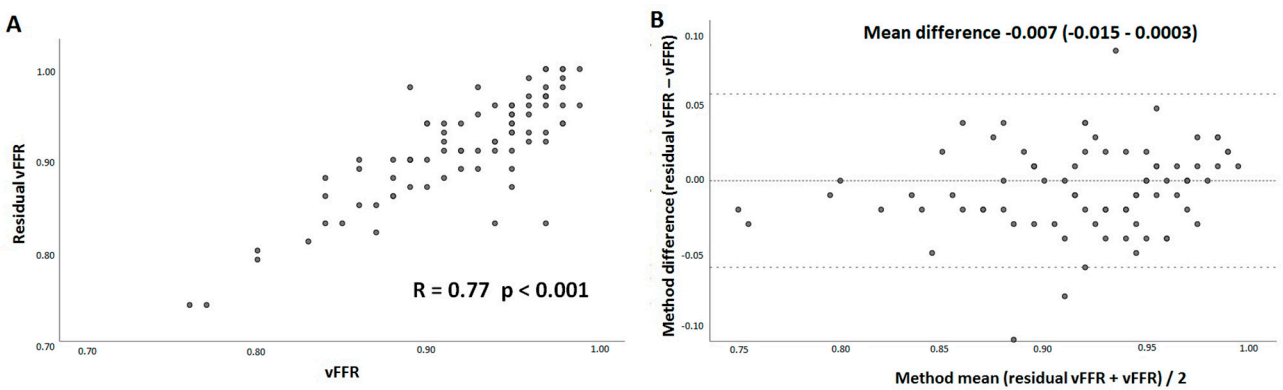 A
1.00
0.90
0.80
0.70
Residual vFFR
0.70
0.80
0.90
1.00
vFFR
R = 0.77 p < 0.001
B
Mean difference -0.007 (-0.015 - 0.0003)
0.10
0.05
0.00
-0.05
-0.10
Method difference (residual vFFR – vFFR)
0.75
0.80
0.85
0.90
0.95
1.00
Method mean (residual vFFR + vFFR) / 2